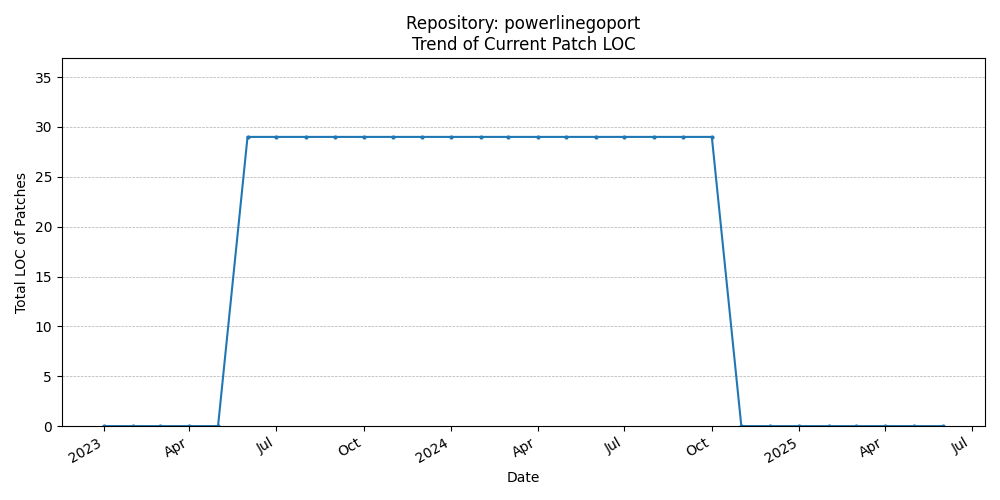 Repository: powerlinegoport
Trend of Current Patch LOC
Total LOC of Patches
35
30
25
20
15
10
5
0
2023
Apr
Jul
Oct
2024
Apr
Jul
Oct
2025
Apr
Jul
Date